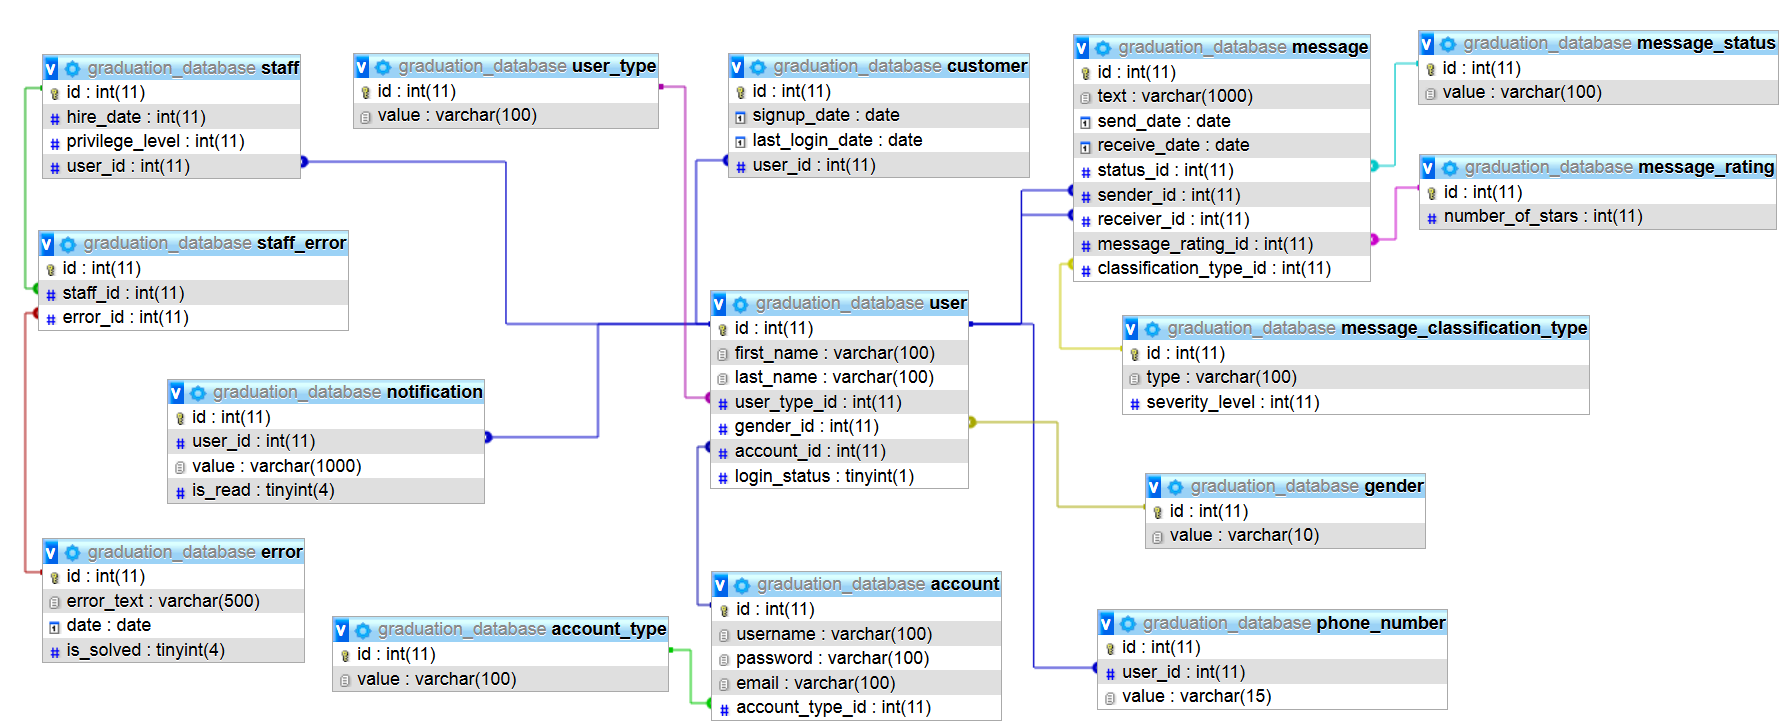 graduation_database staff
id : int(11)
hire_date : int(11)
privilege_level : int(11)
user_id : int(11)
graduation_database user_type
id : int(11)
value : varchar(100)
graduation_database customer
id : int(11)
signup_date : date
last_login_date : date
user_id : int(11)
graduation_database message
id : int(11)
text : varchar(1000)
send_date : date
receive_date : date
status_id : int(11)
sender_id : int(11)
receiver_id : int(11)
message_rating_id : int(11)
classification_type_id : int(11)
graduation_database message_status
id : int(11)
value : varchar(100)
graduation_database message_rating
id : int(11)
number_of_stars : int(11)
graduation_database staff_error
id : int(11)
staff_id : int(11)
error_id : int(11)
graduation_database user
id : int(11)
first_name : varchar(100)
last_name : varchar(100)
user_type_id : int(11)
gender_id : int(11)
account_id : int(11)
login_status : tinyint(1)
graduation_database message_classification_type
id : int(11)
type : varchar(100)
severity_level : int(11)
graduation_database notification
id : int(11)
user_id : int(11)
value : varchar(1000)
is_read : tinyint(4)
graduation_database gender
id : int(11)
value : varchar(10)
graduation_database error
id : int(11)
error_text : varchar(500)
date : date
is_solved : tinyint(4)
graduation_database account_type
id : int(11)
value : varchar(100)
graduation_database account
id : int(11)
username : varchar(100)
password : varchar(100)
email : varchar(100)
account_type_id : int(11)
graduation_database phone_number
id : int(11)
user_id : int(11)
value : varchar(15)